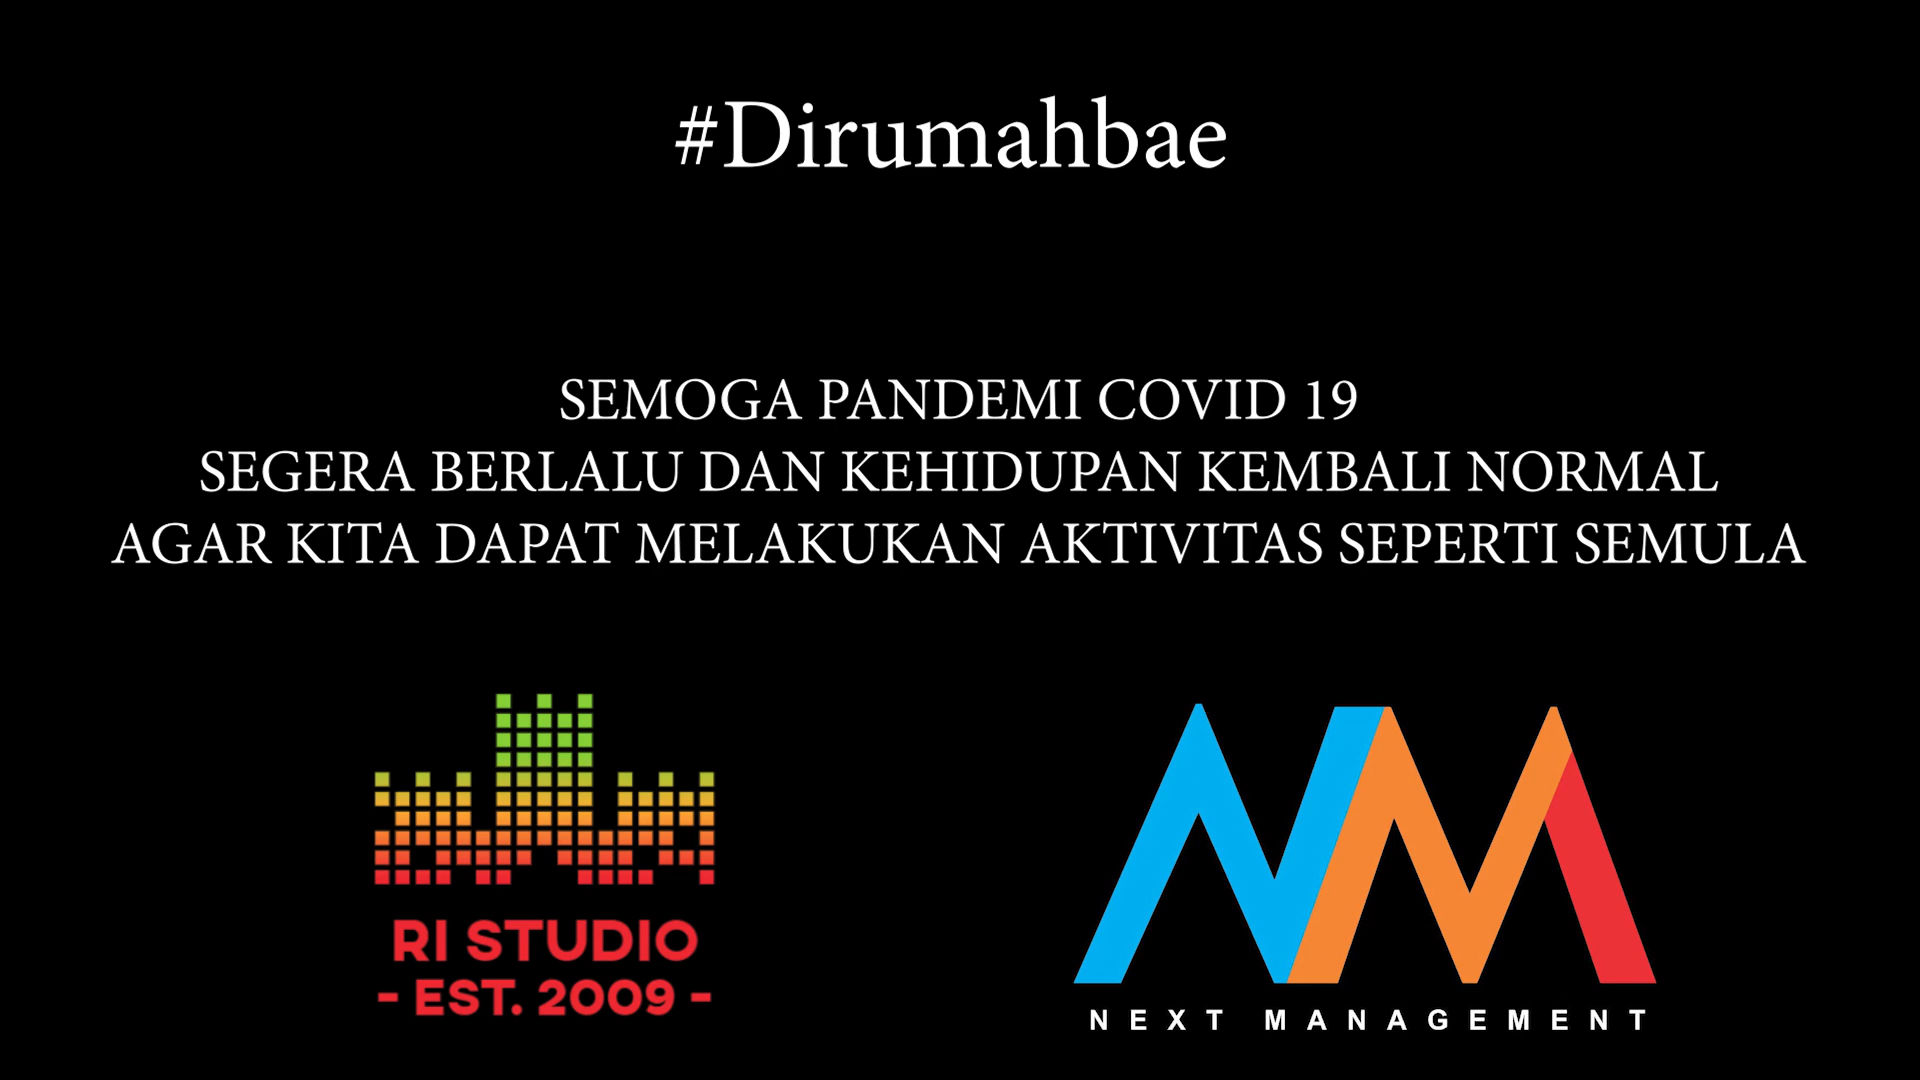 #Dirumahbae
SEMOGA PANDEMI COVID 19
SEGERA BERLALU DAN KEHIDUPAN KEMBALI NORMAL
AGAR KITA DAPAT MELAKUKAN AKTIVITAS SEPERTI SEMULA
RI STUDIO
- EST. 2009 -
NM
NEXT MANAGEMENT